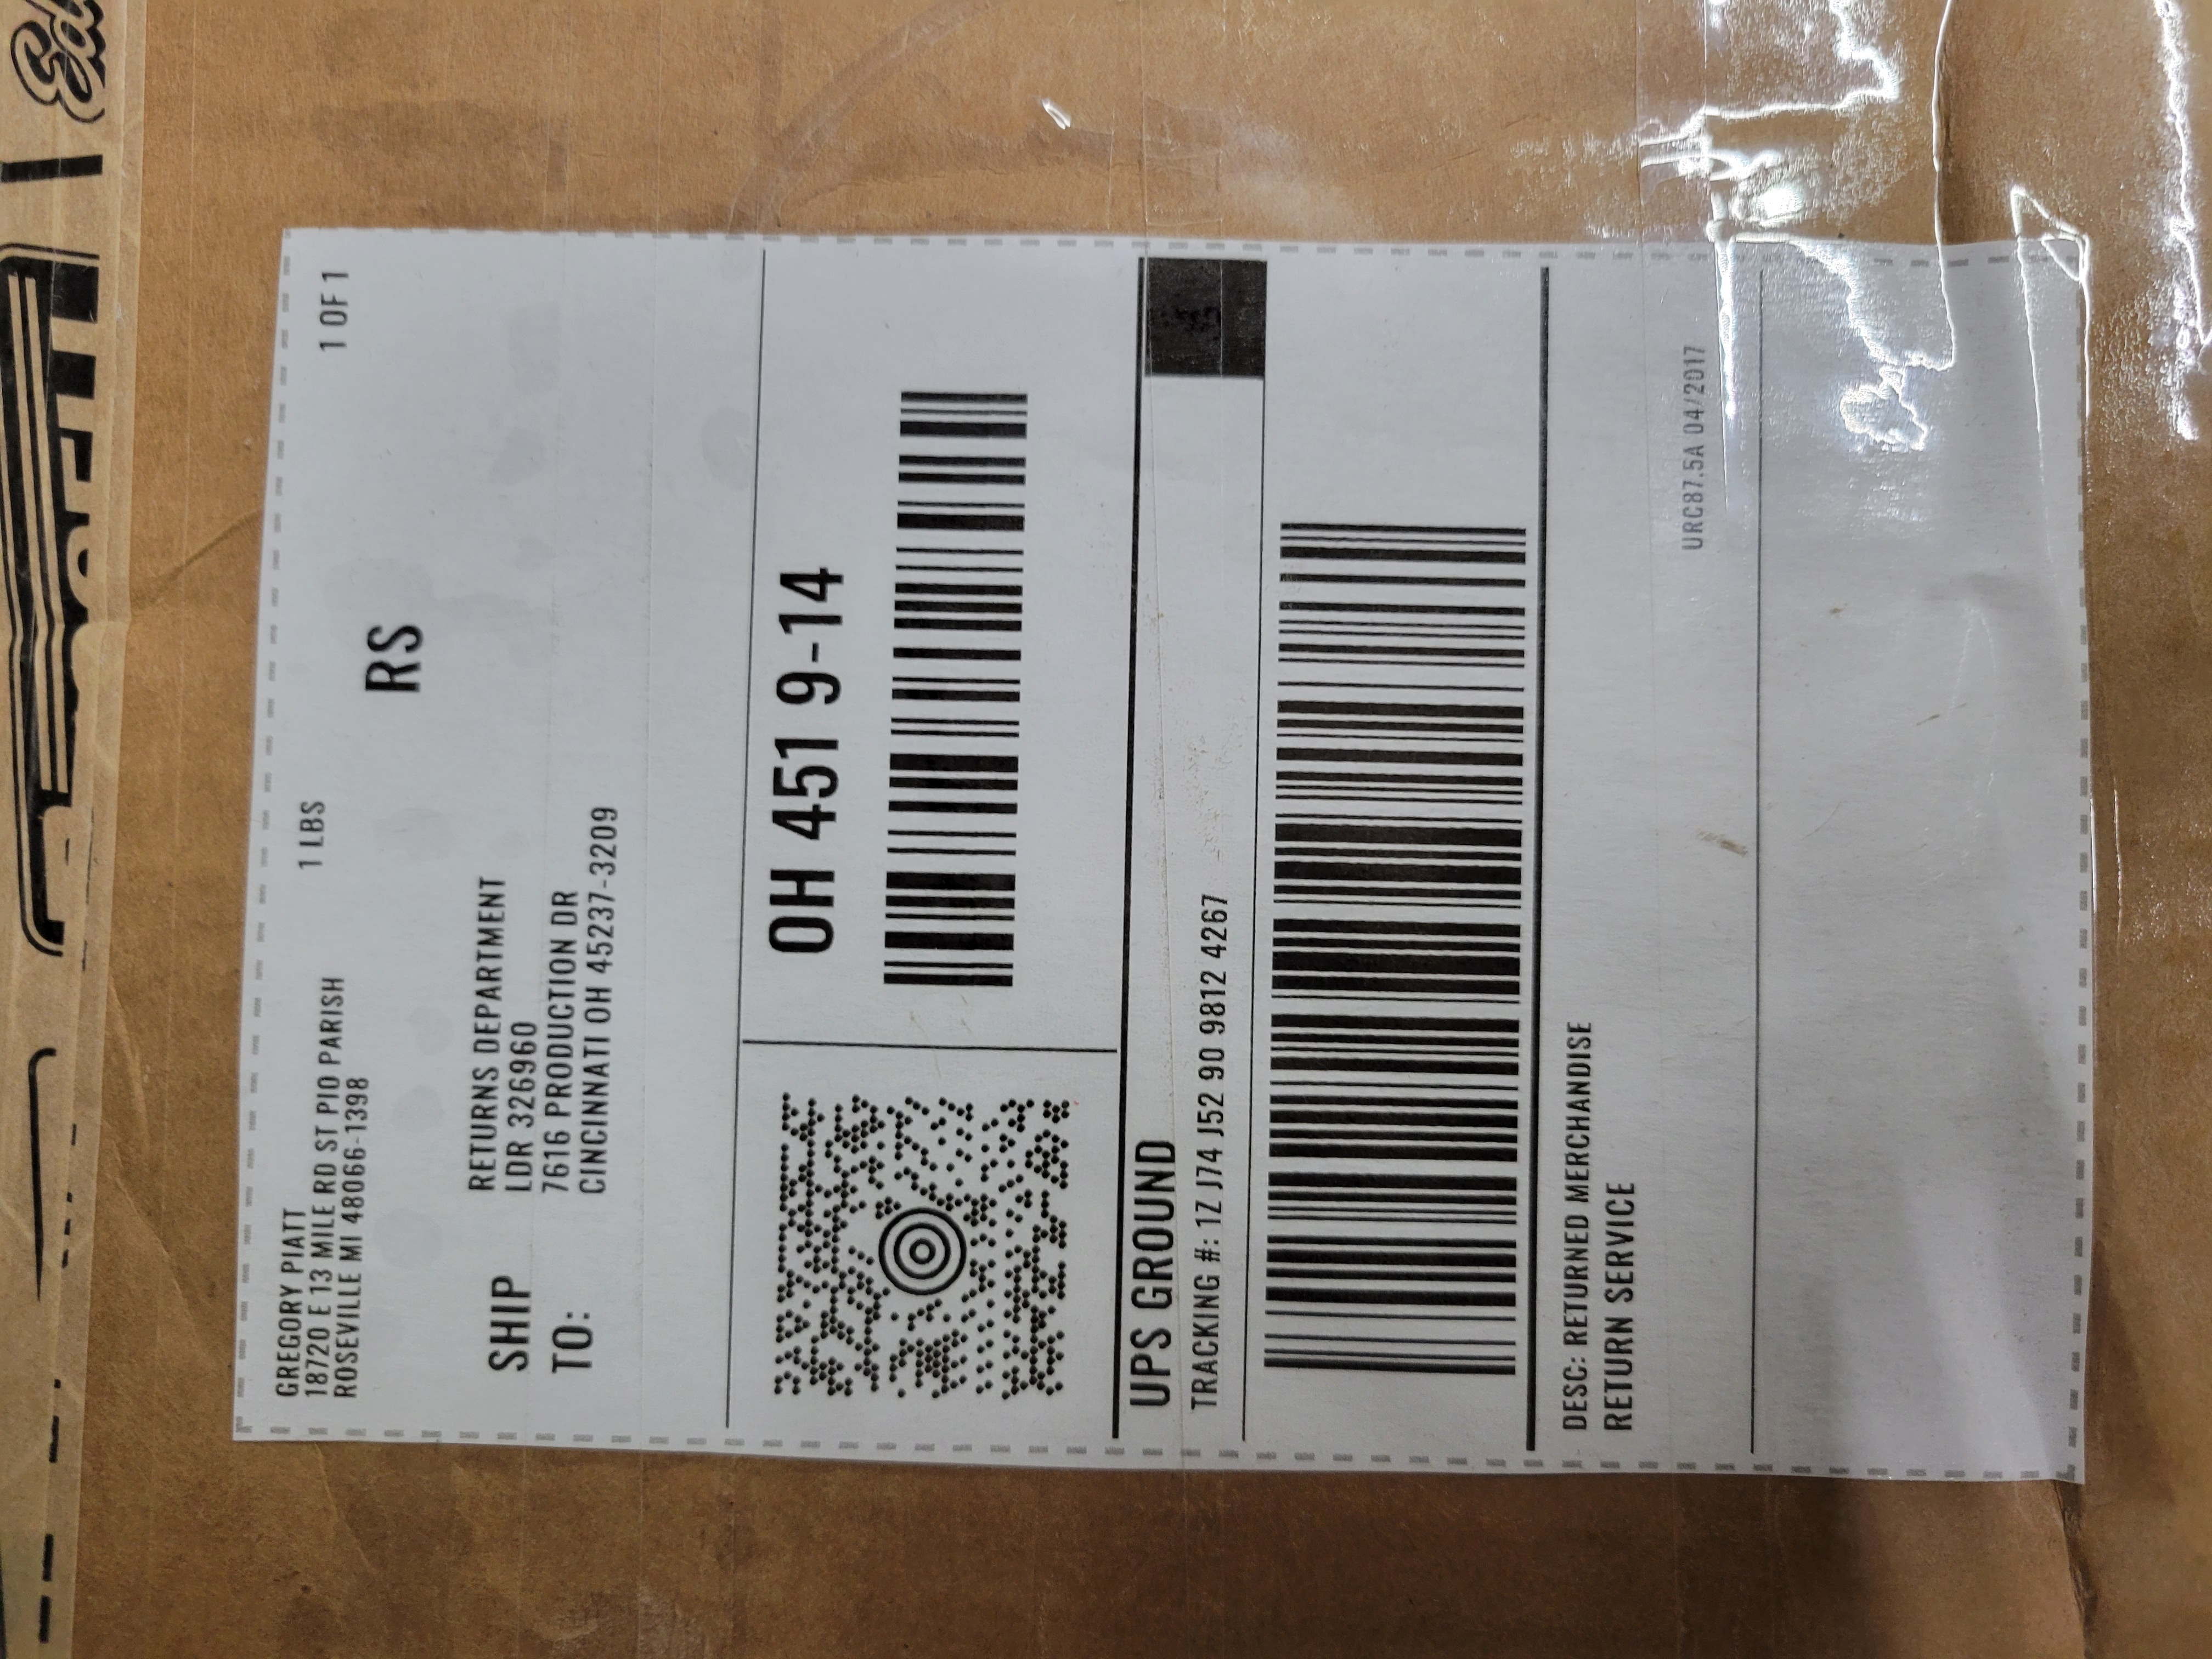 GREGORY PIATT
18720 E 13 MILE RD ST PIO PARISH
ROSEVILLE MI 48066-1398
1 LBS
1 OF 1
RS
SHIP
TO:
RETURNS DEPARTMENT
LDR 326960
7616 PRODUCTION DR
CINCINNATI OH 45237-3209
OH 451 9-14
UPS GROUND
TRACKING #: 1Z J74 J52 90 9812 4267
DESC: RETURNED MERCHANDISE
RETURN SERVICE
URC87.5A 04/2017